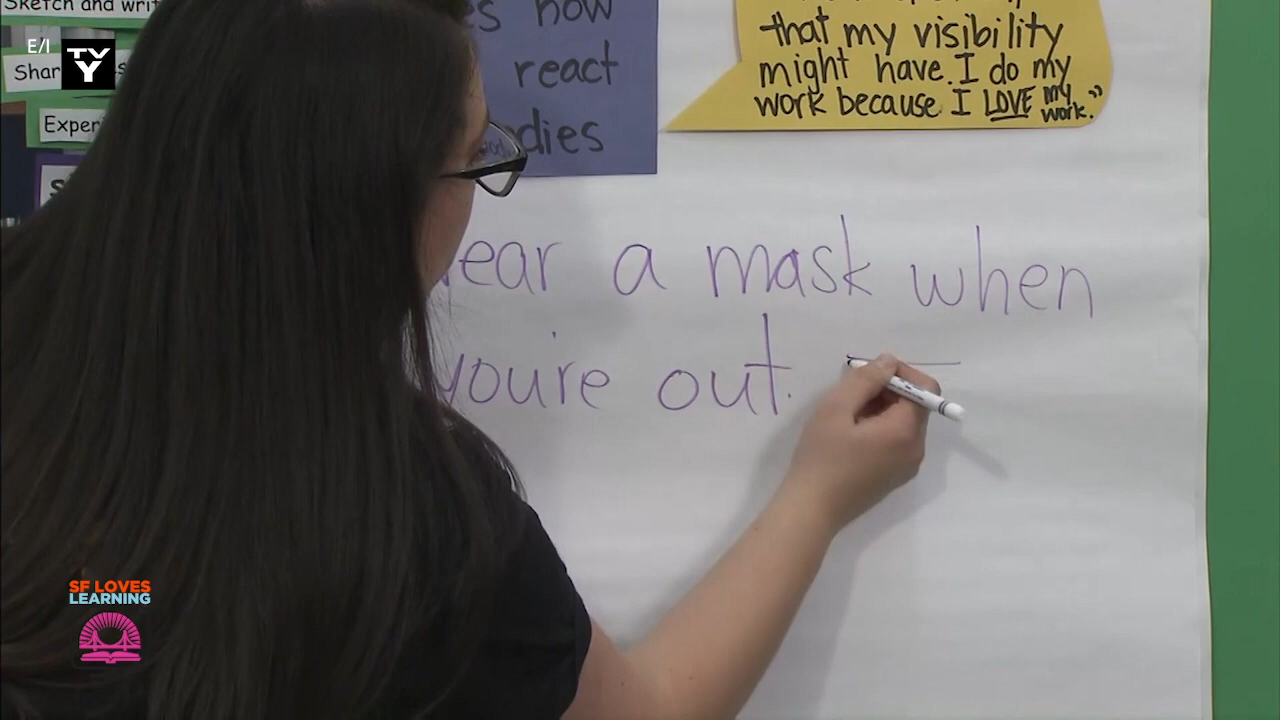 Sketch and writ
E/I
TV
Y
Shar
Exper
es how
react
dies
that my visibility
might have. I do my
work because I LOVE my
work."
ear a mask when
you're out.
SF LOVES
LEARNING